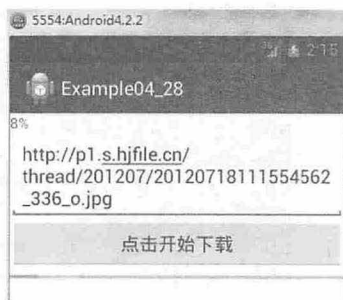 5554:Android4.2.2
2:15
Example04_28
8%
http://p1.s.hjfile.cn/
thread/201207/20120718111554562
_336_o.jpg
点击开始下载